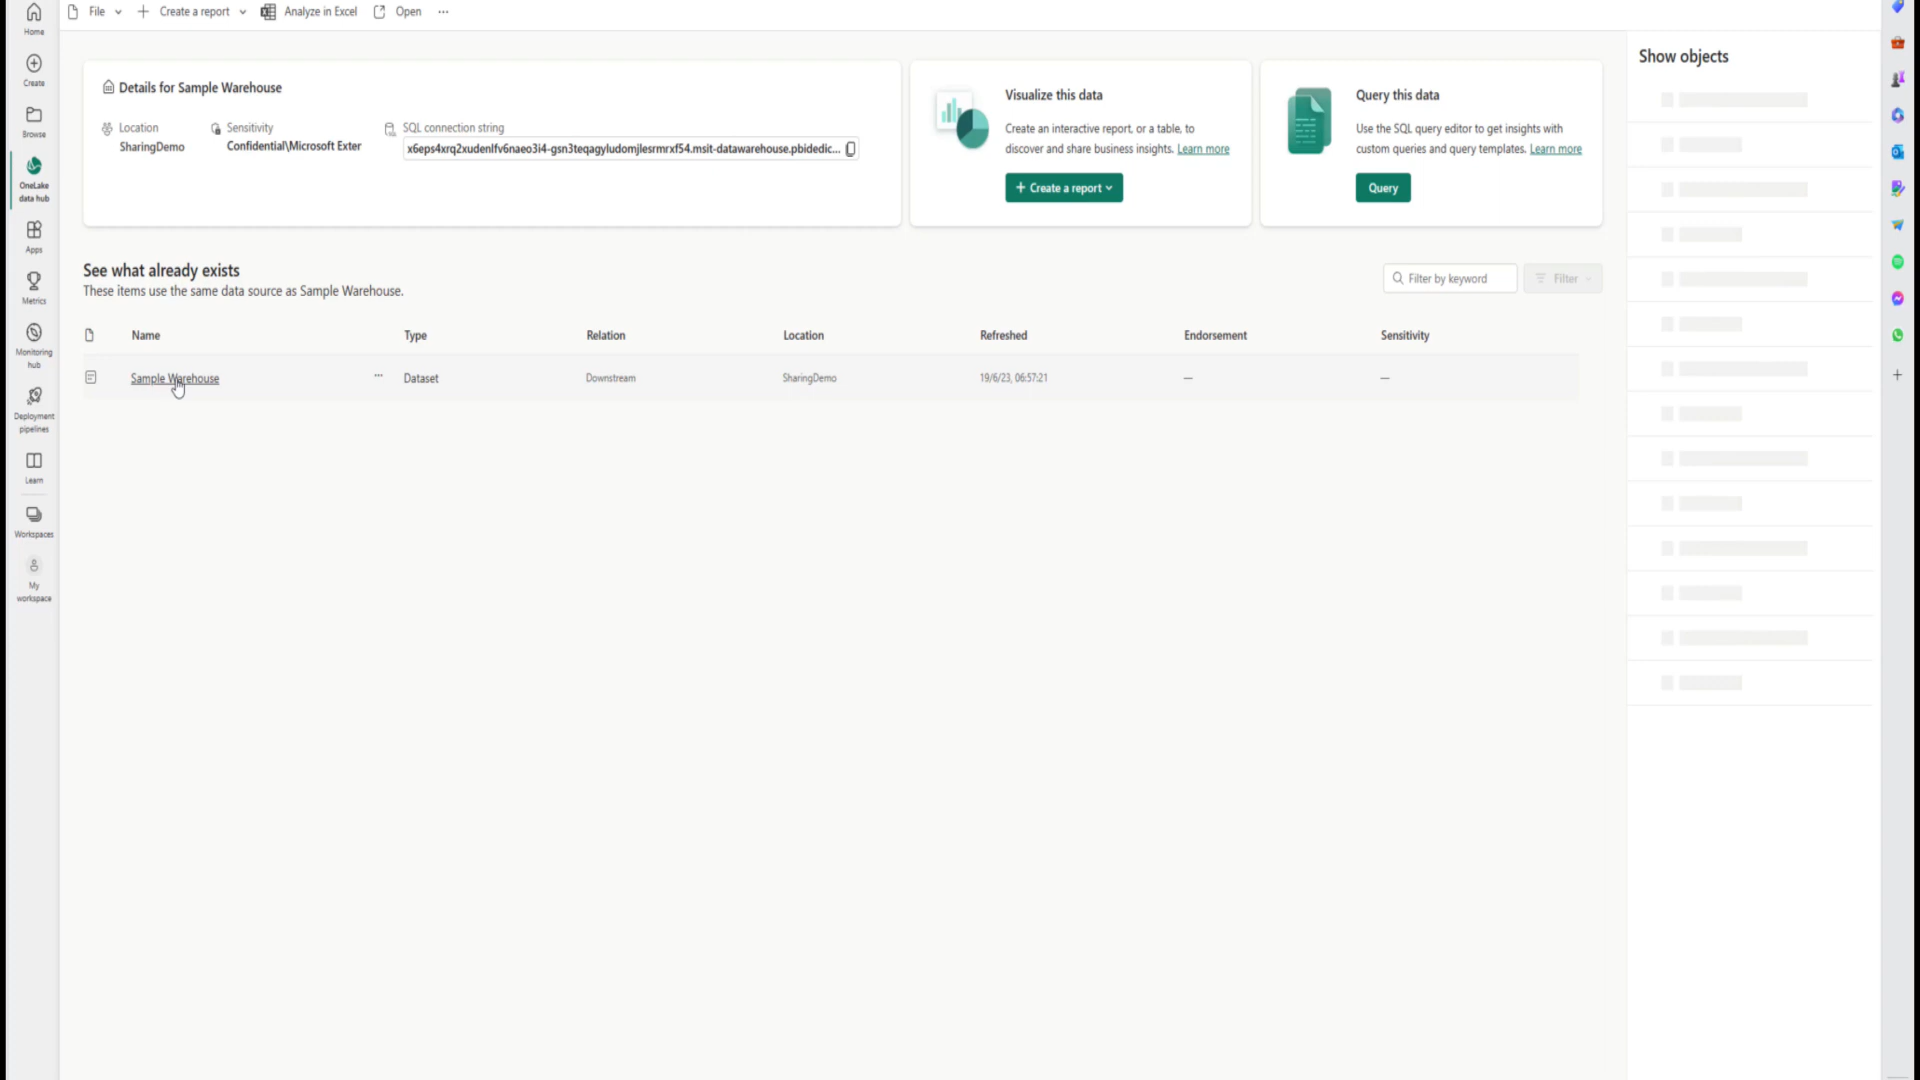 Home
Create
Browse
OneLake
data hub
Apps
Metrics
Monitoring
hub
Deployment
pipelines
Learn
Workspaces
My
workspace
File
Create a report
Analyze in Excel
Open
···
Details for Sample Warehouse
Location
SharingDemo
Sensitivity
Confidential\Microsoft Exter
SQL connection string
x6eps4xrq2xudenlfv6naeo3i4-gsn3teqagyludomjlesrmrxf54.msit-datawarehouse.pbidedic...
Visualize this data
Create an interactive report, or a table, to
discover and share business insights. Learn more
+ Create a report
Query this data
Use the SQL query editor to get insights with
custom queries and query templates. Learn more
Query
See what already exists
These items use the same data source as Sample Warehouse.
Filter by keyword
Filter
Name Type Relation Location Refreshed Endorsement Sensitivity
Sample Warehouse ··· Dataset Downstream SharingDemo 19/6/23, 06:57:21 — —
Show objects